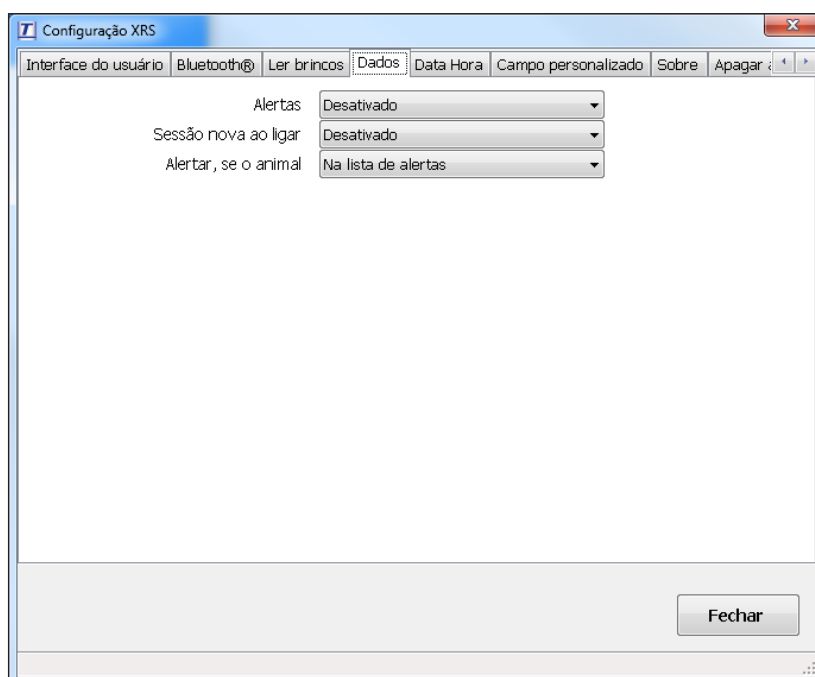 Configuração XRS
Interface do usuário Bluetooth® Ler brincos Dados Data Hora Campo personalizado Sobre Apagar
Alertas Desativado
Sessão nova ao ligar Desativado
Alertar, se o animal Na lista de alertas
Fechar